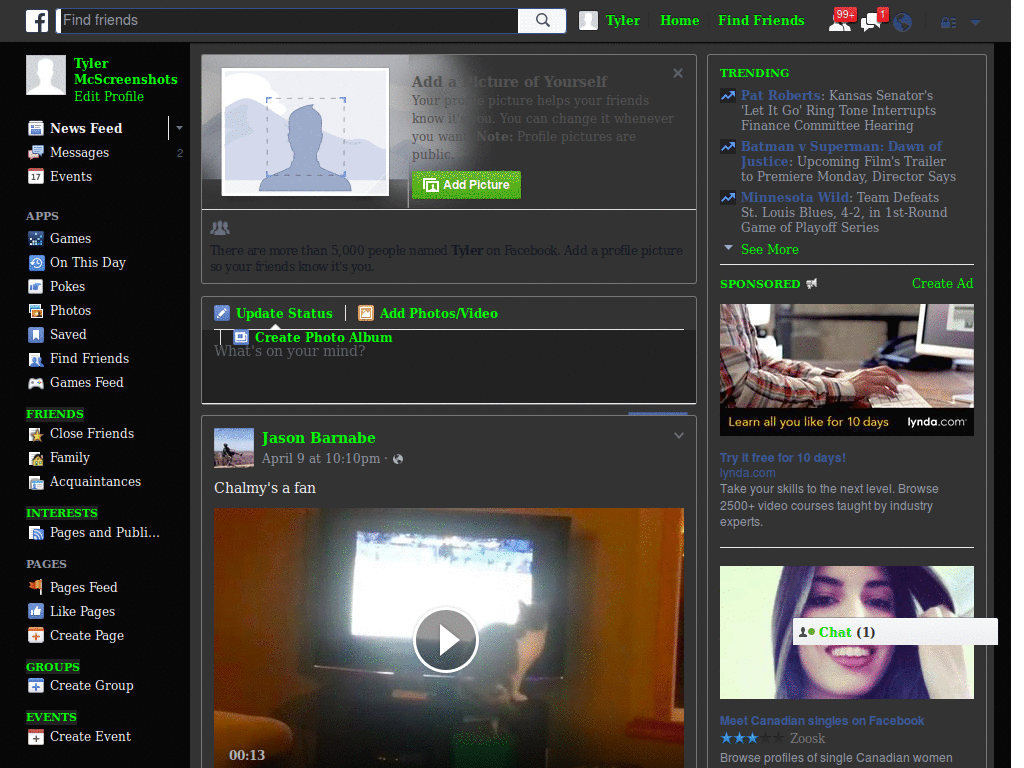 Find friends
Tyler
Home
Find Friends
99+
1
Tyler
McScreenshots
Edit Profile
News Feed
Messages
2
17
Events
APPS
Games
On This Day
Pokes
Photos
Saved
Find Friends
Games Feed
FRIENDS
Close Friends
Family
Acquaintances
INTERESTS
Pages and Publi...
PAGES
Pages Feed
Like Pages
Create Page
GROUPS
Create Group
EVENTS
Create Event
Add a Picture of Yourself
Your profile picture helps your friends
know it's you. You can change it whenever
you want. Note: Profile pictures are
public.
Add Picture
There are more than 5,000 people named Tyler on Facebook. Add a profile picture
so your friends know it's you.
Update Status
Add Photos/Video
Create Photo Album
What's on your mind?
Jason Barnabe
April 9 at 10:10pm ·
Chalmy's a fan
00:13
TRENDING
Pat Roberts: Kansas Senator's
'Let It Go' Ring Tone Interrupts
Finance Committee Hearing
Batman v Superman: Dawn of
Justice: Upcoming Film's Trailer
to Premiere Monday, Director Says
Minnesota Wild: Team Defeats
St. Louis Blues, 4-2, in 1st-Round
Game of Playoff Series
See More
SPONSORED
Create Ad
Learn all you like for 10 days
lynda.com
Try it free for 10 days!
lynda.com
Take your skills to the next level. Browse
2500+ video courses taught by industry
experts.
Chat (1)
Meet Canadian singles on Facebook
Zoosk
Browse profiles of single Canadian women